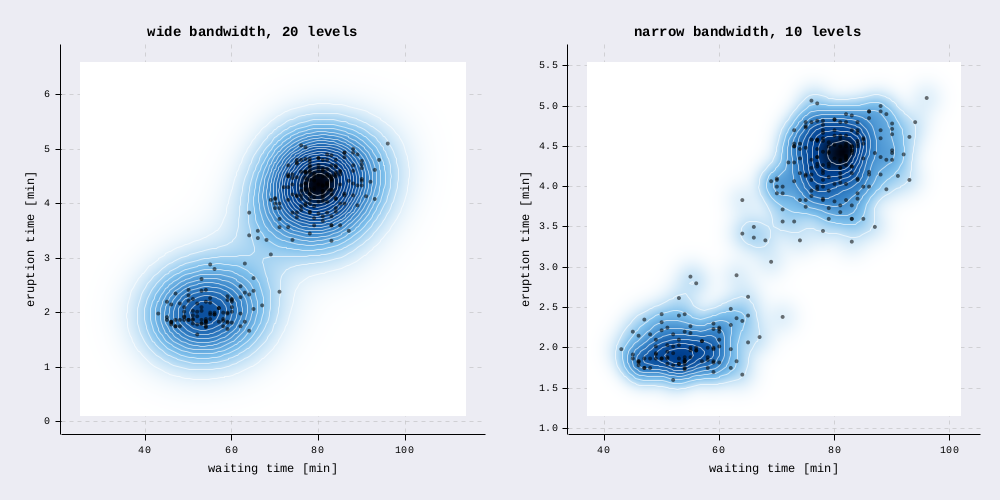 wide bandwidth, 20 levels
6
5
4
3
2
1
0
eruption time [min]
40 60 80 100
waiting time [min]
narrow bandwidth, 10 levels
5.5
5.0
4.5
4.0
3.5
3.0
2.5
2.0
1.5
1.0
eruption time [min]
40 60 80 100
waiting time [min]